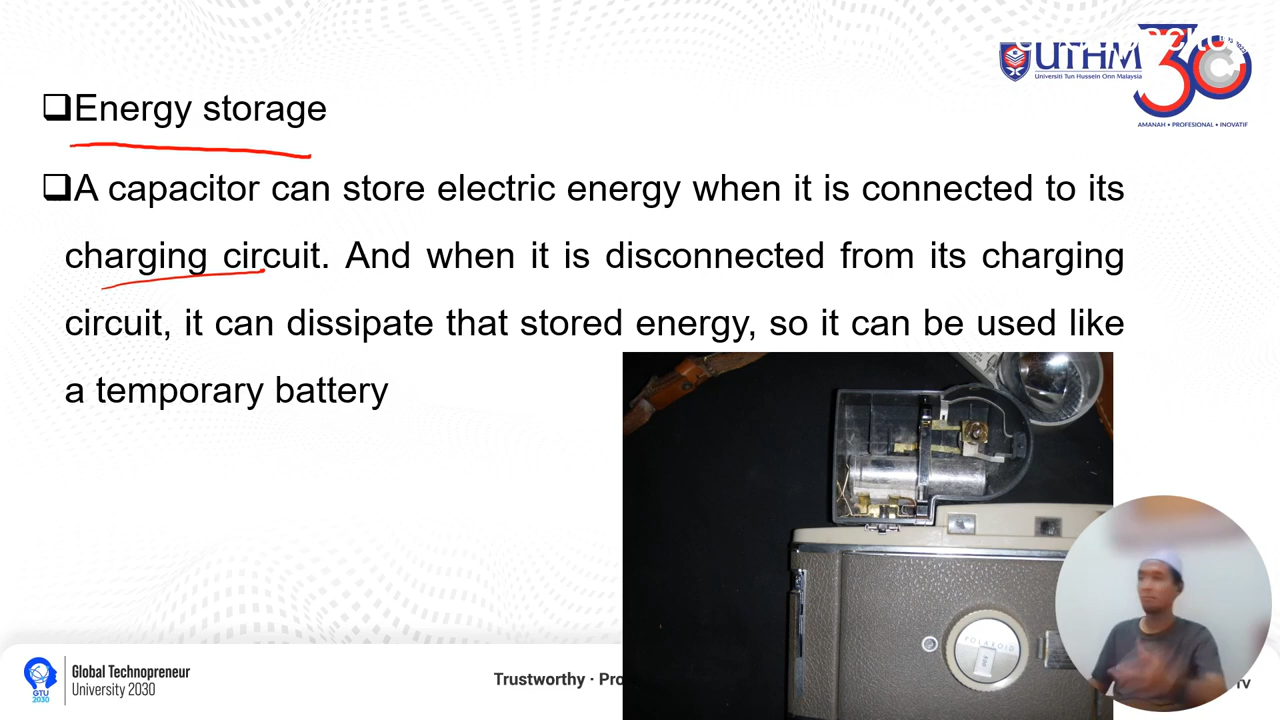 UTHM
Universiti Tun Hussein Onn Malaysia
30
AMANAH • PROFESIONAL • INOVATIF
❑Energy storage
❑A capacitor can store electric energy when it is connected to its
charging circuit. And when it is disconnected from its charging
circuit, it can dissipate that stored energy, so it can be used like
a temporary battery
POLAROID
GTU
2030
Global Technopreneur
University 2030
Trustworthy · Pro